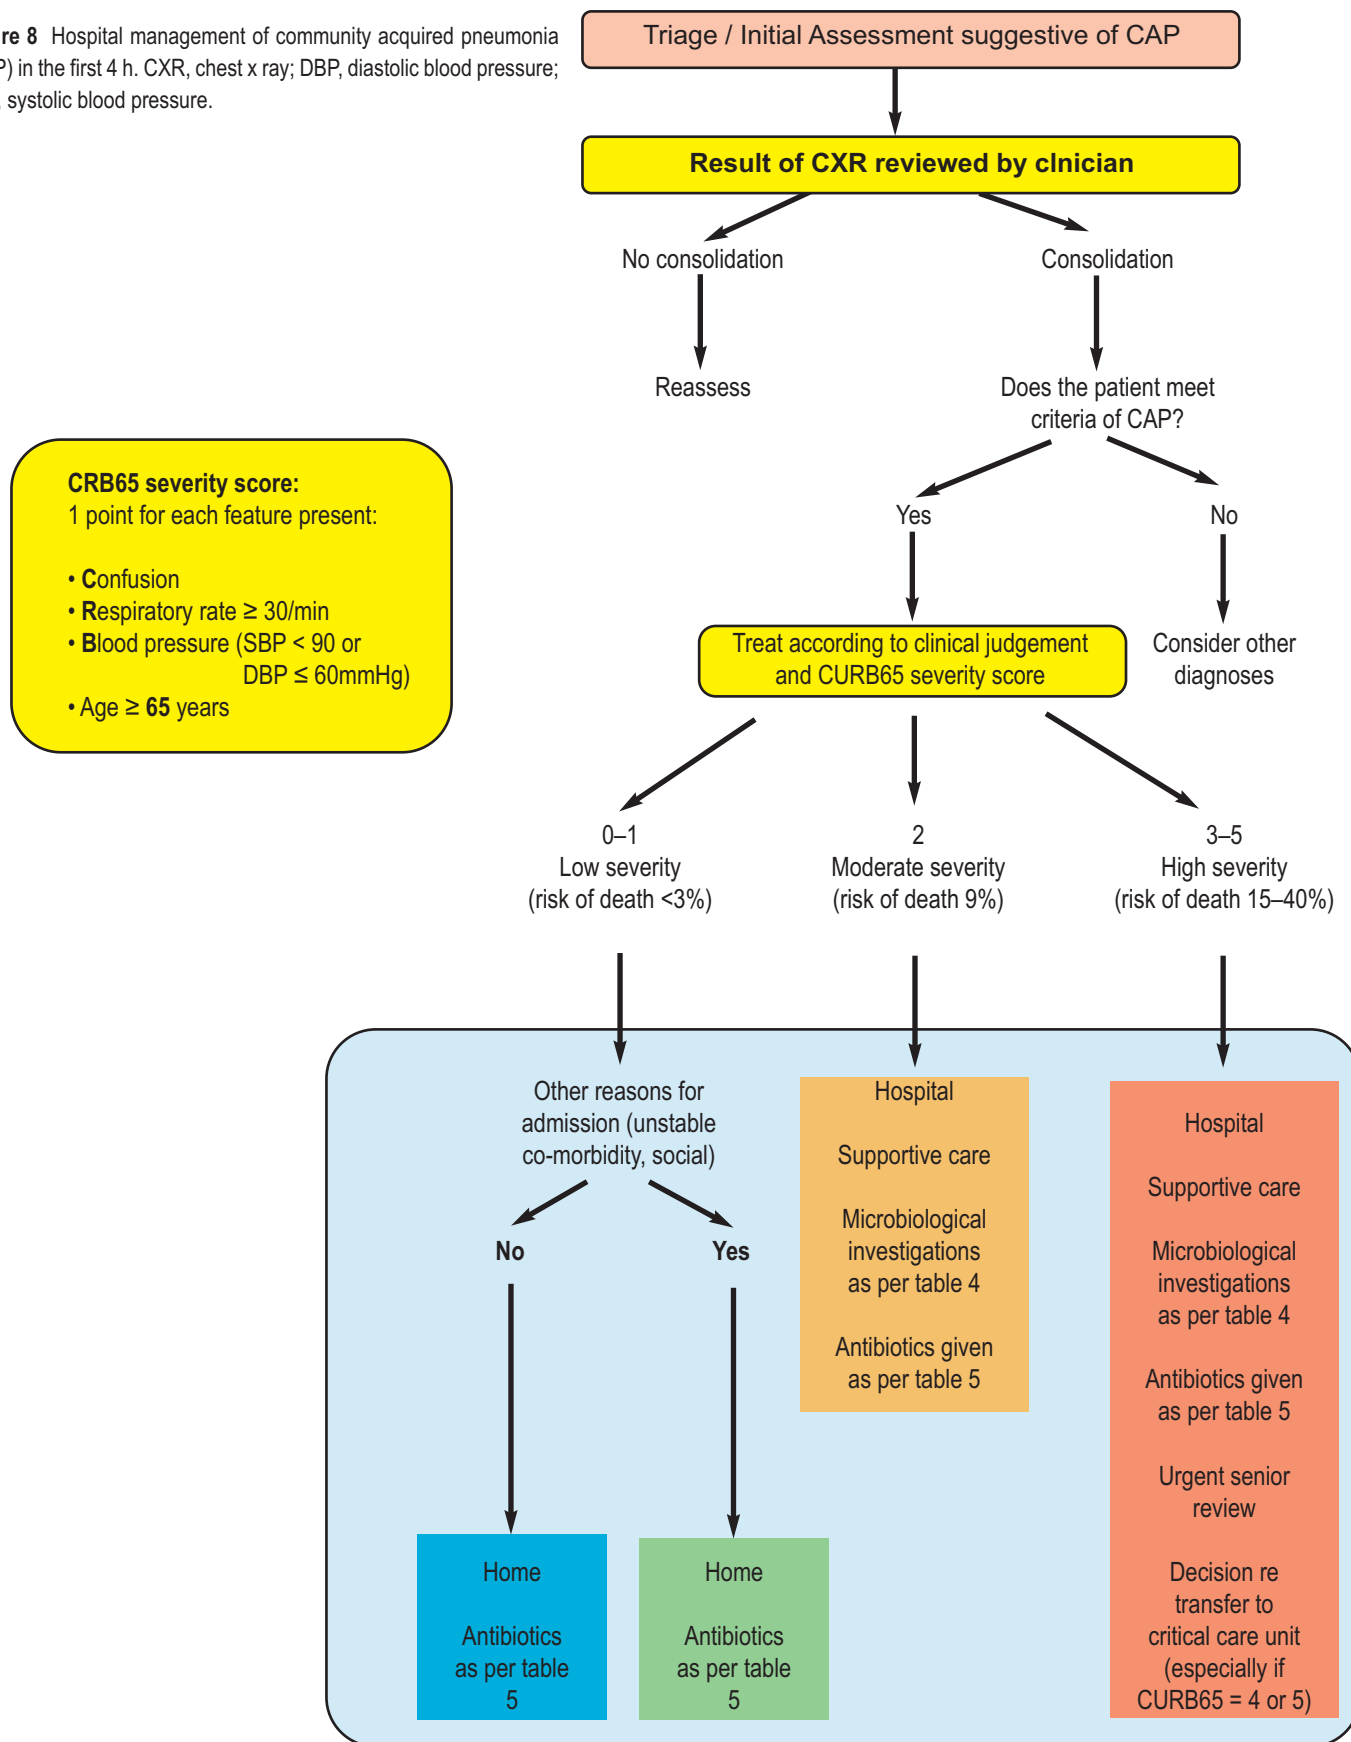 re 8 Hospital management of community acquired pneumonia
P) in the first 4 h. CXR, chest x ray; DBP, diastolic blood pressure;
, systolic blood pressure.
Triage / Initial Assessment suggestive of CAP
Result of CXR reviewed by clnician
No consolidation
Consolidation
Reassess
Does the patient meet
criteria of CAP?
CRB65 severity score:
1 point for each feature present:
• Confusion
• Respiratory rate ≥ 30/min
• Blood pressure (SBP < 90 or
DBP ≤ 60mmHg)
• Age ≥ 65 years
Yes
No
Treat according to clinical judgement
and CURB65 severity score
Consider other
diagnoses
0–1
Low severity
(risk of death <3%)
2
Moderate severity
(risk of death 9%)
3–5
High severity
(risk of death 15–40%)
Other reasons for
admission (unstable
co-morbidity, social)
No
Yes
Home
Antibiotics
as per table
5
Home
Antibiotics
as per table
5
Hospital
Supportive care
Microbiological
investigations
as per table 4
Antibiotics given
as per table 5
Hospital
Supportive care
Microbiological
investigations
as per table 4
Antibiotics given
as per table 5
Urgent senior
review
Decision re
transfer to
critical care unit
(especially if
CURB65 = 4 or 5)